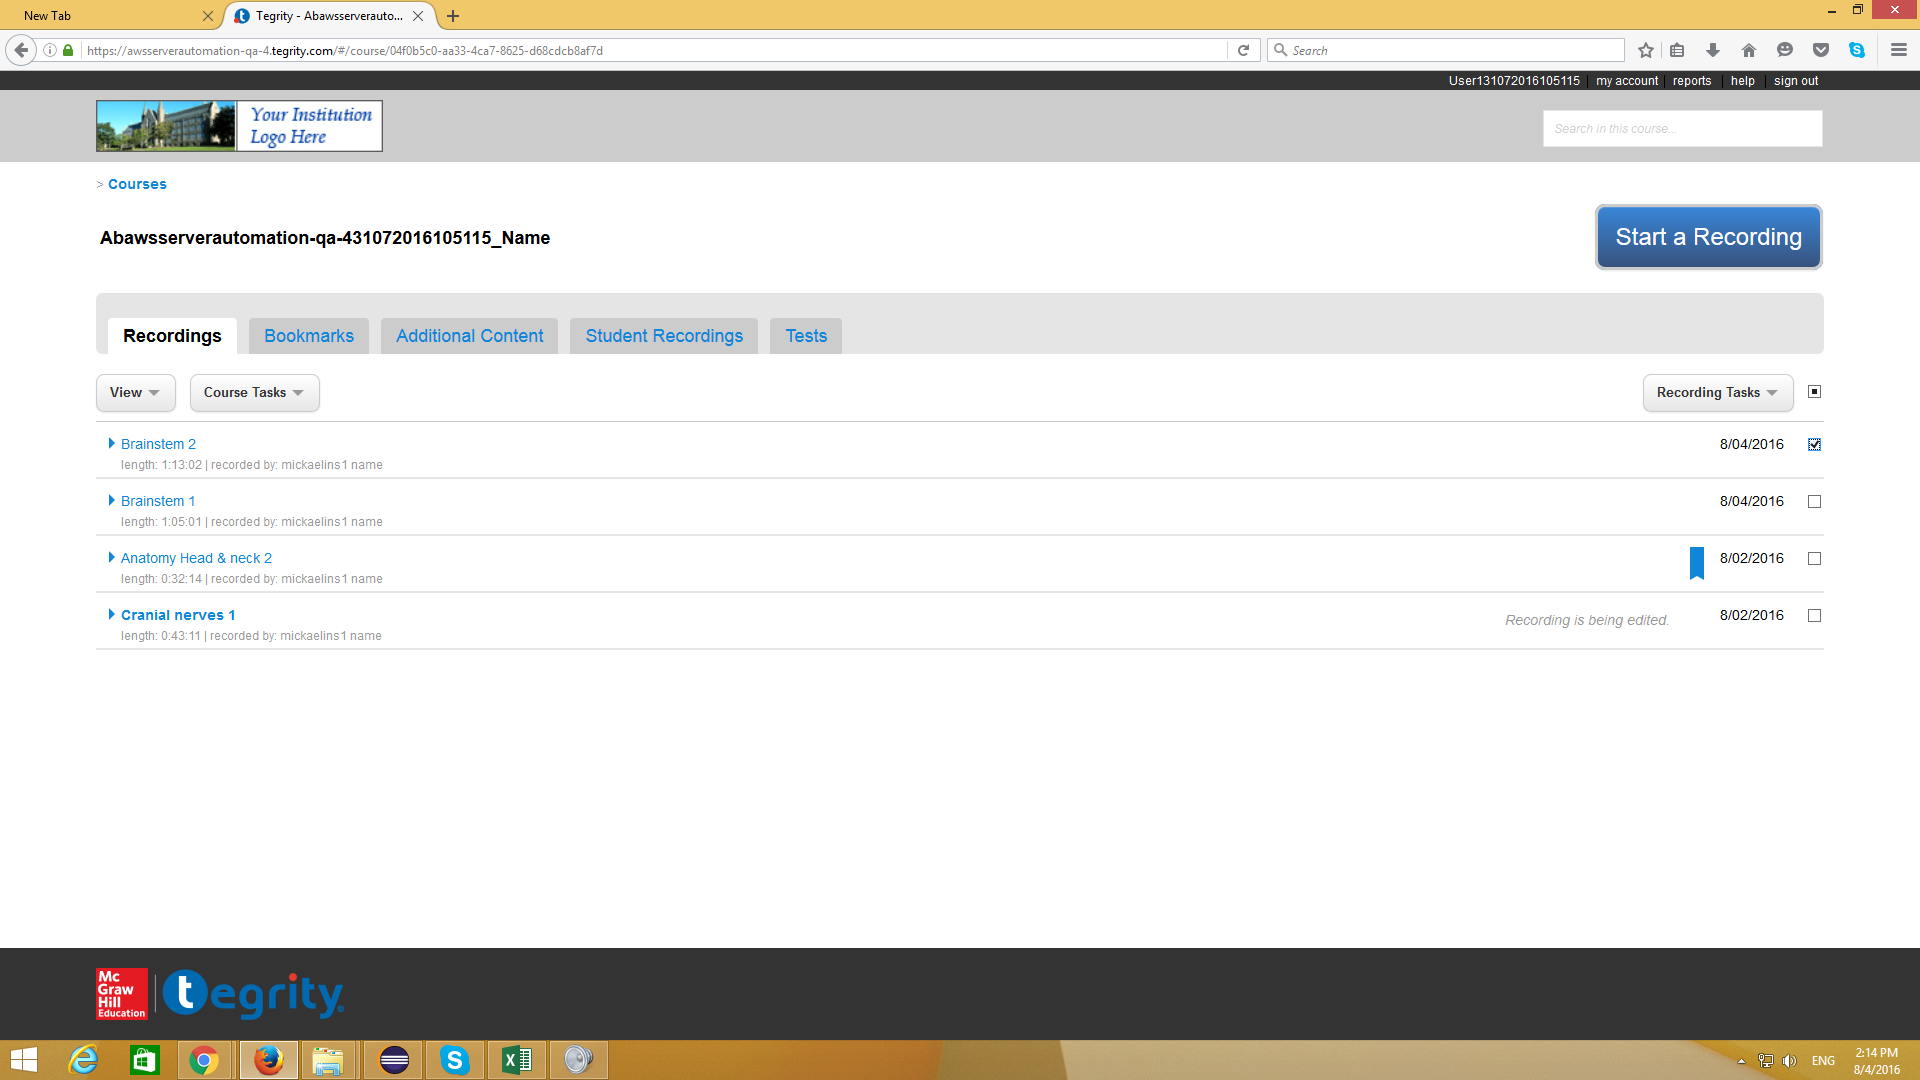 New Tab
Tegrity - Abawsserverauto...
https://awsserverautomation-qa-4.tegrity.com/#/course/04f0b5c0-aa33-4ca7-8625-d68cdcb8af7d
Search
User131072016105115 | my account | reports | help | sign out
Your Institution
Logo Here
Search in this course...
> Courses
Abawsserverautomation-qa-431072016105115_Name
Start a Recording
Recordings
Bookmarks
Additional Content
Student Recordings
Tests
View
Course Tasks
Recording Tasks
Brainstem 2
8/04/2016
length: 1:13:02 | recorded by: mickaelins1 name
Brainstem 1
8/04/2016
length: 1:05:01 | recorded by: mickaelins1 name
Anatomy Head & neck 2
8/02/2016
length: 0:32:14 | recorded by: mickaelins1 name
Cranial nerves 1
Recording is being edited.
8/02/2016
length: 0:43:11 | recorded by: mickaelins1 name
Mc
Graw
Hill
Education
tegrity
ENG
2:14 PM
8/4/2016